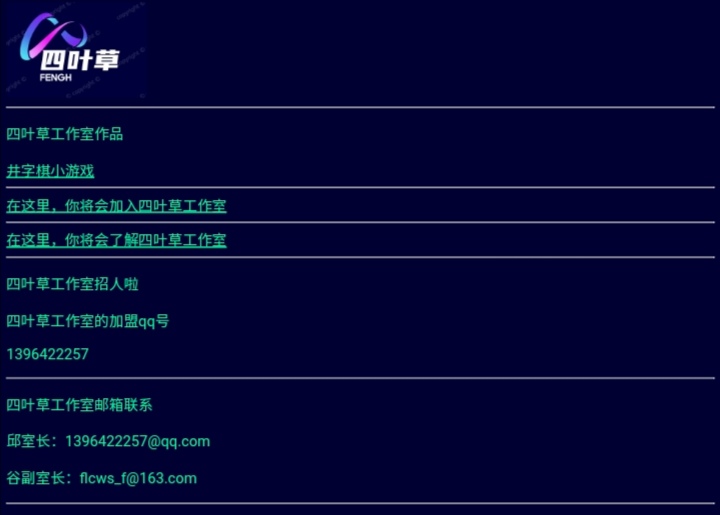 四叶草
FENGH
四叶草工作室作品
井字棋小游戏
在这里，你将会加入四叶草工作室
在这里，你将会了解四叶草工作室
四叶草工作室招人啦
四叶草工作室的加盟qq号
1396422257
四叶草工作室邮箱联系
邱室长：1396422257@qq.com
谷副室长：flcws_f@163.com